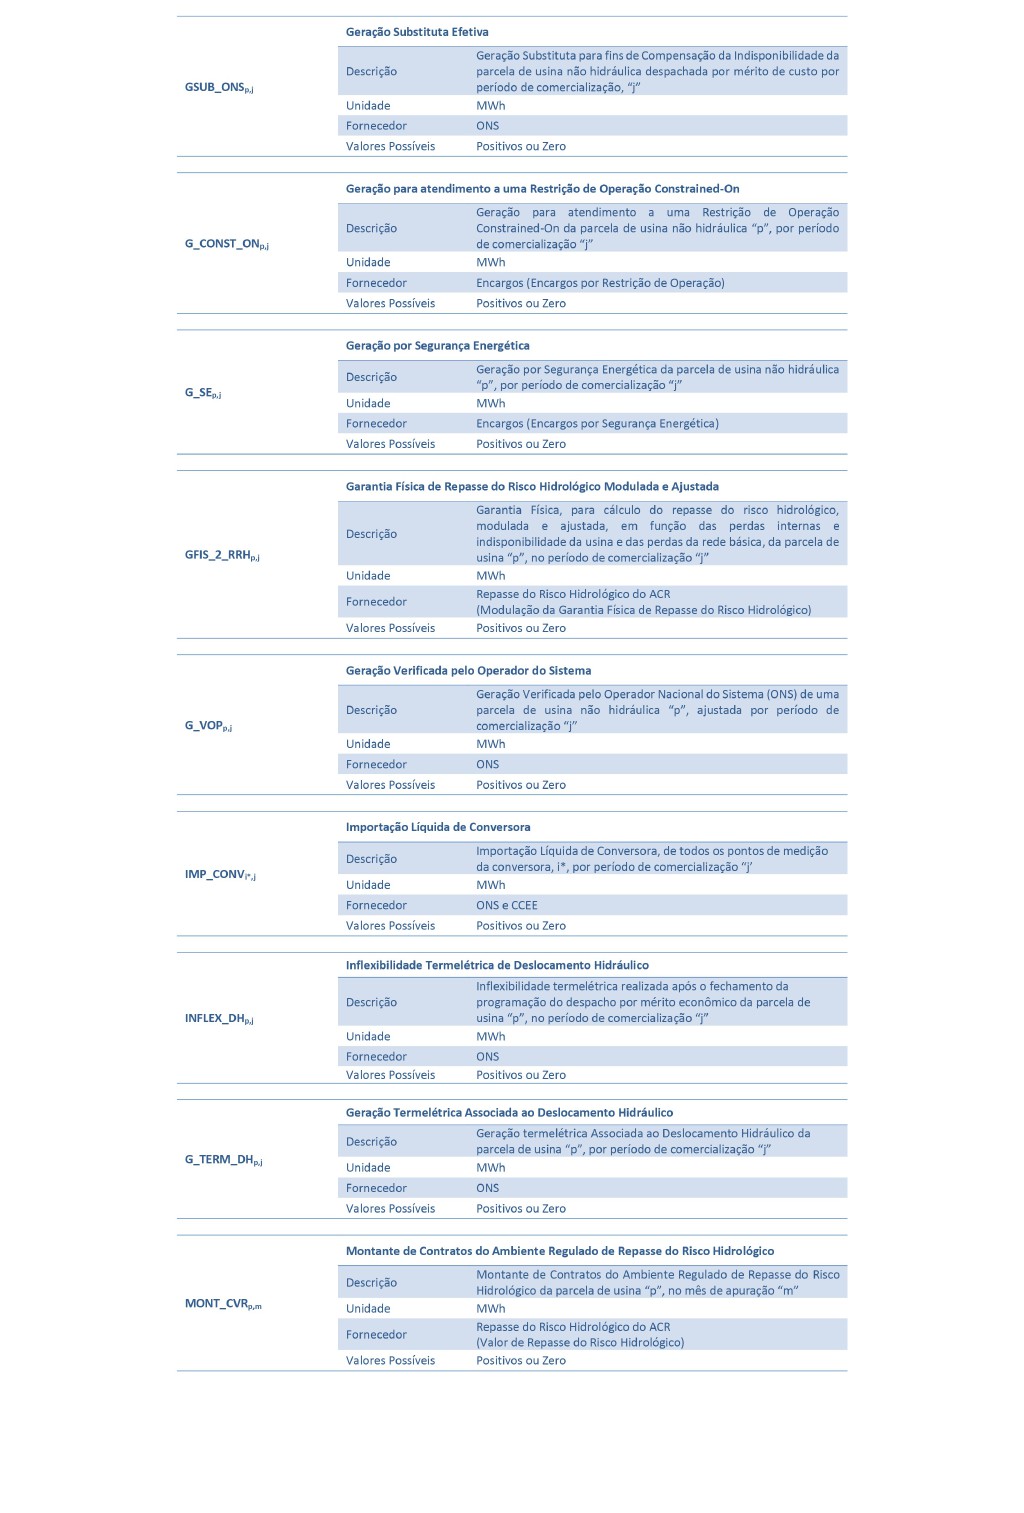 Geração Substituta Efetiva
GSUB_ONSp,j
Descrição
Geração Substituta para fins de Compensação da Indisponibilidade da
parcela de usina não hidráulica despachada por mérito de custo por
período de comercialização, “j”
Unidade MWh
Fornecedor ONS
Valores Possíveis Positivos ou Zero
Geração para atendimento a uma Restrição de Operação Constrained-On
G_CONST_ONp,j
Descrição
Geração para atendimento a uma Restrição de Operação
Constrained-On da parcela de usina não hidráulica “p”, por período
de comercialização “j”
Unidade MWh
Fornecedor Encargos (Encargos por Restrição de Operação)
Valores Possíveis Positivos ou Zero
Geração por Segurança Energética
G_SEp,j
Descrição
Geração por Segurança Energética da parcela de usina não hidráulica
“p”, por período de comercialização “j”
Unidade MWh
Fornecedor Encargos (Encargos por Segurança Energética)
Valores Possíveis Positivos ou Zero
Garantia Física de Repasse do Risco Hidrológico Modulada e Ajustada
GFIS_2_RRHp,j
Descrição
Garantia Física, para cálculo do repasse do risco hidrológico,
modulada e ajustada, em função das perdas internas e
indisponibilidade da usina e das perdas da rede básica, da parcela de
usina “p”, no período de comercialização “j”
Unidade MWh
Fornecedor
Repasse do Risco Hidrológico do ACR
(Modulação da Garantia Física de Repasse do Risco Hidrológico)
Valores Possíveis Positivos ou Zero
Geração Verificada pelo Operador do Sistema
G_VOPp,j
Descrição
Geração Verificada pelo Operador Nacional do Sistema (ONS) de uma
parcela de usina não hidráulica “p”, ajustada por período de
comercialização “j”
Unidade MWh
Fornecedor ONS
Valores Possíveis Positivos ou Zero
Importação Líquida de Conversora
IMP_CONVi*,j
Descrição
Importação Líquida de Conversora, de todos os pontos de medição
da conversora, i*, por período de comercialização “j’
Unidade MWh
Fornecedor ONS e CCEE
Valores Possíveis Positivos ou Zero
Inflexibilidade Termelétrica de Deslocamento Hidráulico
INFLEX_DHp,j
Descrição
Inflexibilidade termelétrica realizada após o fechamento da
programação do despacho por mérito econômico da parcela de
usina “p”, no período de comercialização “j”
Unidade MWh
Fornecedor ONS
Valores Possíveis Positivos ou Zero
Geração Termelétrica Associada ao Deslocamento Hidráulico
G_TERM_DHp,j
Descrição
Geração termelétrica Associada ao Deslocamento Hidráulico da
parcela de usina “p”, por período de comercialização “j”
Unidade MWh
Fornecedor ONS
Valores Possíveis Positivos ou Zero
Montante de Contratos do Ambiente Regulado de Repasse do Risco Hidrológico
MONT_CVRp,m
Descrição
Montante de Contratos do Ambiente Regulado de Repasse do Risco
Hidrológico da parcela de usina “p”, no mês de apuração “m”
Unidade MWh
Fornecedor
Repasse do Risco Hidrológico do ACR
(Valor de Repasse do Risco Hidrológico)
Valores Possíveis Positivos ou Zero